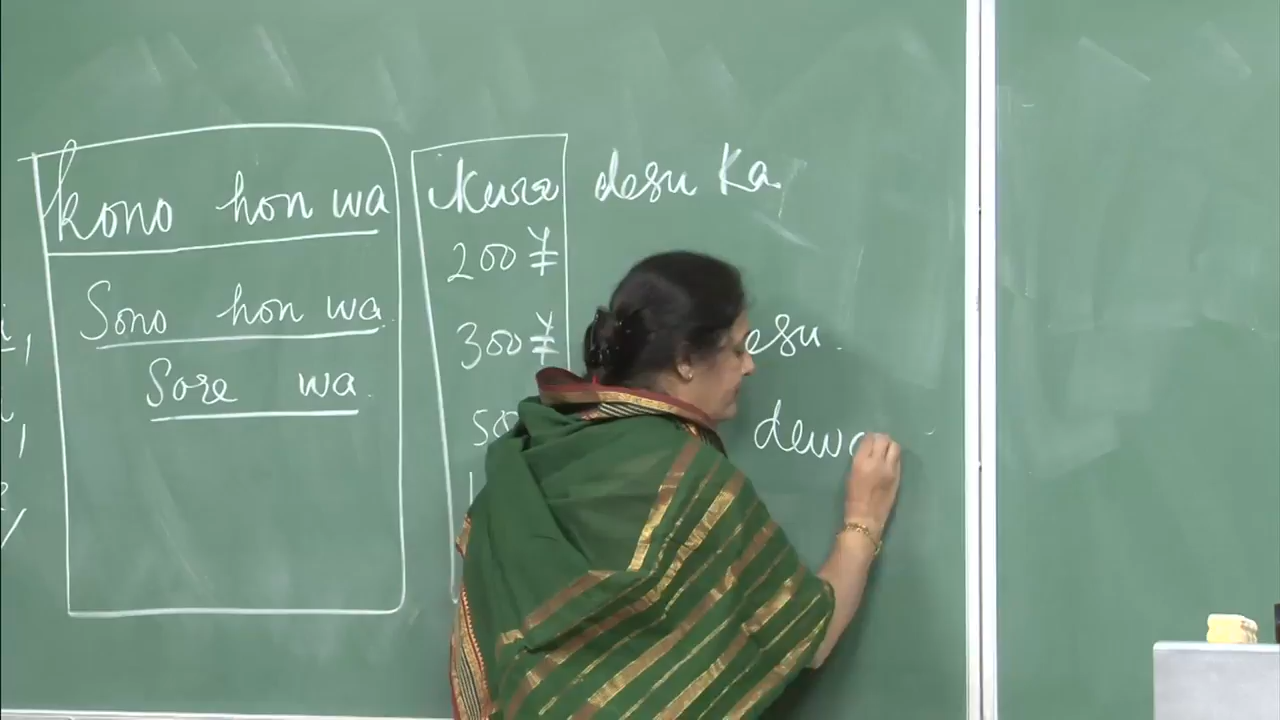 kono hon wa ikura desu ka.
200 ¥
Sono hon wa.
300 ¥ desu.
Sore wa.
dewa